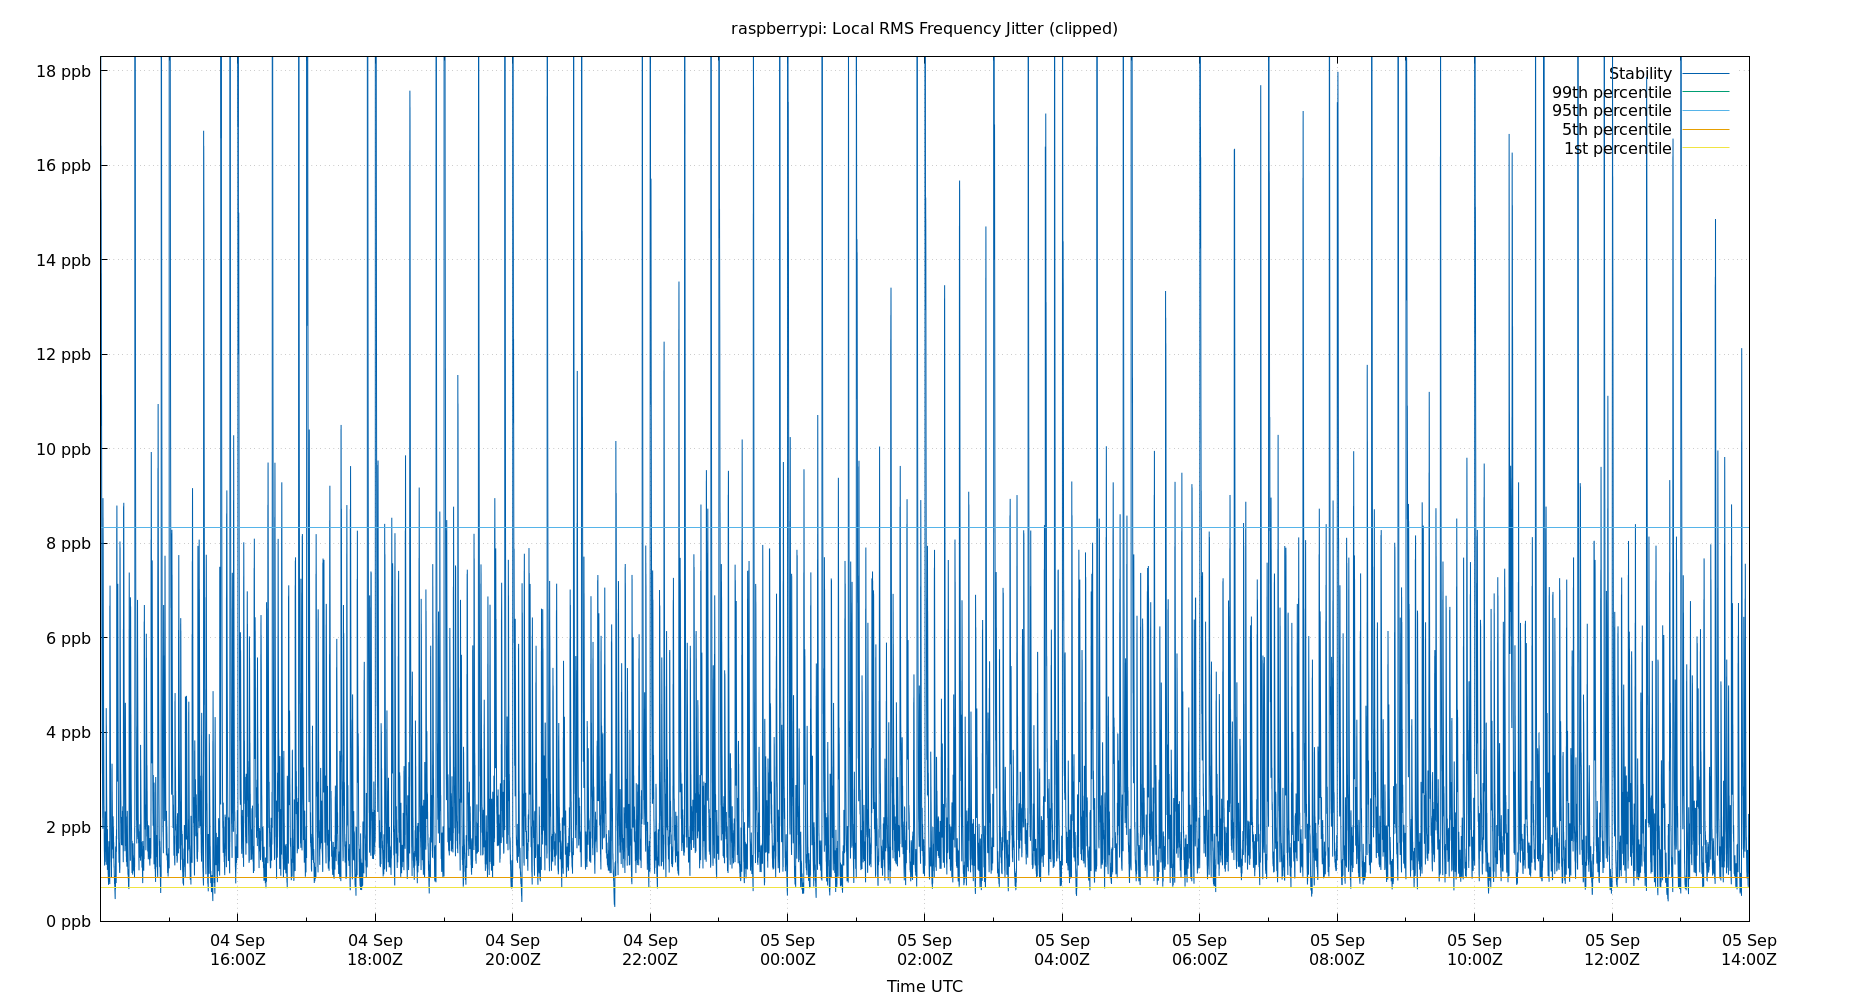 raspberrypi: Local RMS Frequency Jitter (clipped)
18 ppb
16 ppb
14 ppb
12 ppb
10 ppb
8 ppb
6 ppb
4 ppb
2 ppb
0 ppb
Stability
99th percentile
95th percentile
5th percentile
1st percentile
04 Sep 04 Sep 04 Sep 04 Sep 05 Sep 05 Sep 05 Sep 05 Sep 05 Sep 05 Sep 05 Sep 05 Sep
16:00Z 18:00Z 20:00Z 22:00Z 00:00Z 02:00Z 04:00Z 06:00Z 08:00Z 10:00Z 12:00Z 14:00Z
Time UTC